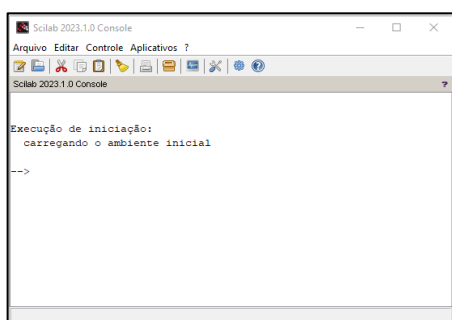 Scilab 2023.1.0 Console
Arquivo Editar Controle Aplicativos ?
Scilab 2023.1.0 Console ?
Execução de iniciação:
carregando o ambiente inicial
-->